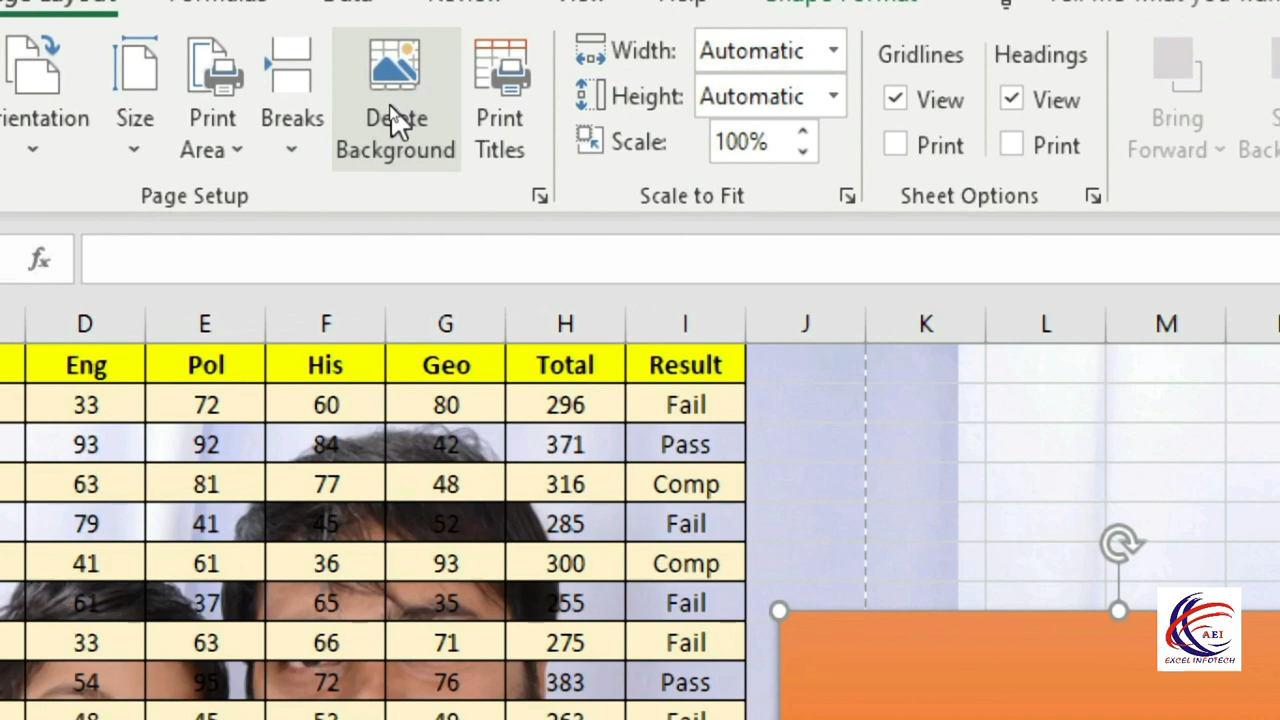 Formulas
Help
Orientation
Size
Print
Area
Breaks
Delete
Background
Print
Titles
Page Setup
Width:
Automatic
Height:
Automatic
Scale:
100%
Scale to Fit
Gridlines
View
Print
Headings
View
Print
Sheet Options
Bring
Forward
fx
D E F G H I J K L M
Eng Pol His Geo Total Result
33 72 60 80 296 Fail
93 92 84 42 371 Pass
63 81 77 48 316 Comp
79 41 45 52 285 Fail
41 61 36 93 300 Comp
61 37 65 35 255 Fail
33 63 66 71 275 Fail
54 95 72 76 383 Pass
AEI
EXCEL INFOTECH